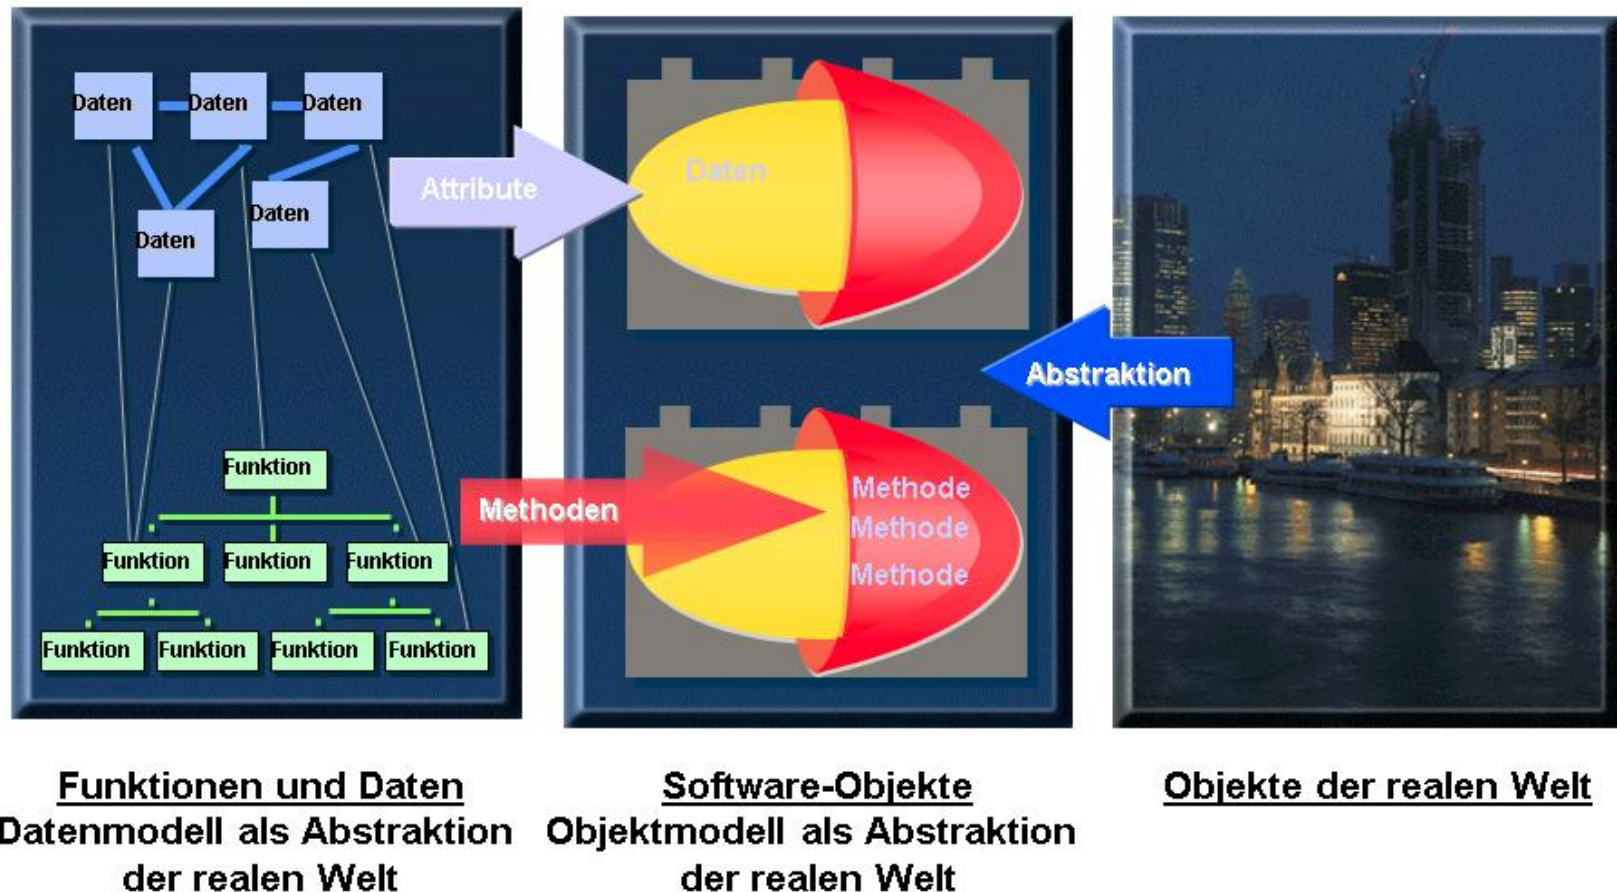 Daten
Daten
Daten
Daten
Daten
Funktion
Funktion
Funktion
Funktion
Funktion
Funktion
Funktion
Funktion
Attribute
Methoden
Daten
Methode
Methode
Methode
Abstraktion
Funktionen und Daten
Datenmodell als Abstraktion
der realen Welt
Software-Objekte
Objektmodell als Abstraktion
der realen Welt
Objekte der realen Welt